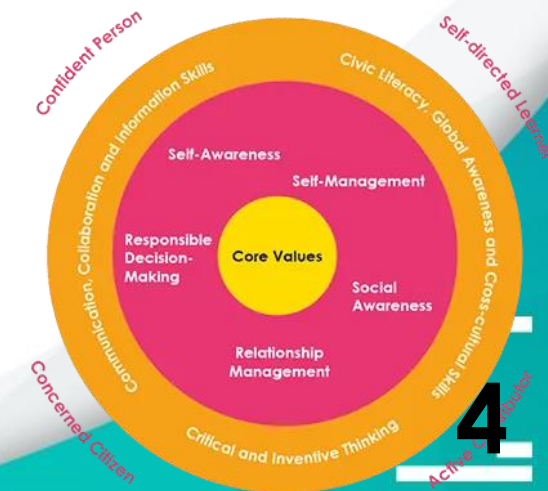 Confident Person
Self-directed Learner
Communication, Collaboration and Information Skills
Civic Literacy, Global Awareness and Cross-cultural Skills
Self-Awareness
Self-Management
Responsible
Decision-
Making
Core Values
Social
Awareness
Relationship
Management
Critical and Inventive Thinking
Concerned Citizen
Active
4